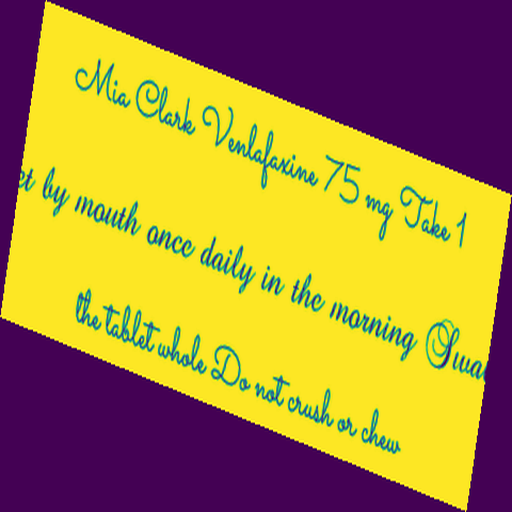 Mia Clark Venlafaxine 75 mg Take 1
by mouth once daily in the morning
the tablet whole Do not crush or chew